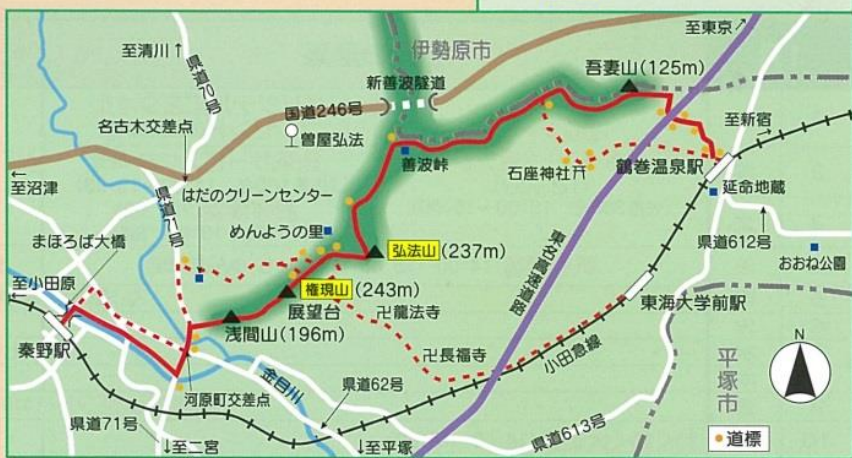 至東京↗
伊勢原市
至清川↑
県道70号
新善波隧道
吾妻山(125m)
国道246号
至新宿→
名古木交差点
曽屋弘法
善波峠
石座神社
鶴巻温泉駅
←至沼津
はだのクリーンセンター
県道71号
延命地蔵
めんようの里
まほろば大橋
弘法山(237m)
東名高速道路
県道612号
おおね公園
至小田原←
権現山(243m)
展望台
卍龍法寺
東海大学前駅
浅間山(196m)
秦野駅
卍長福寺
小田急線
平塚市
N
金目川
県道62号
河原町交差点
県道71号
↓至二宮
↓至平塚
県道613号
道標